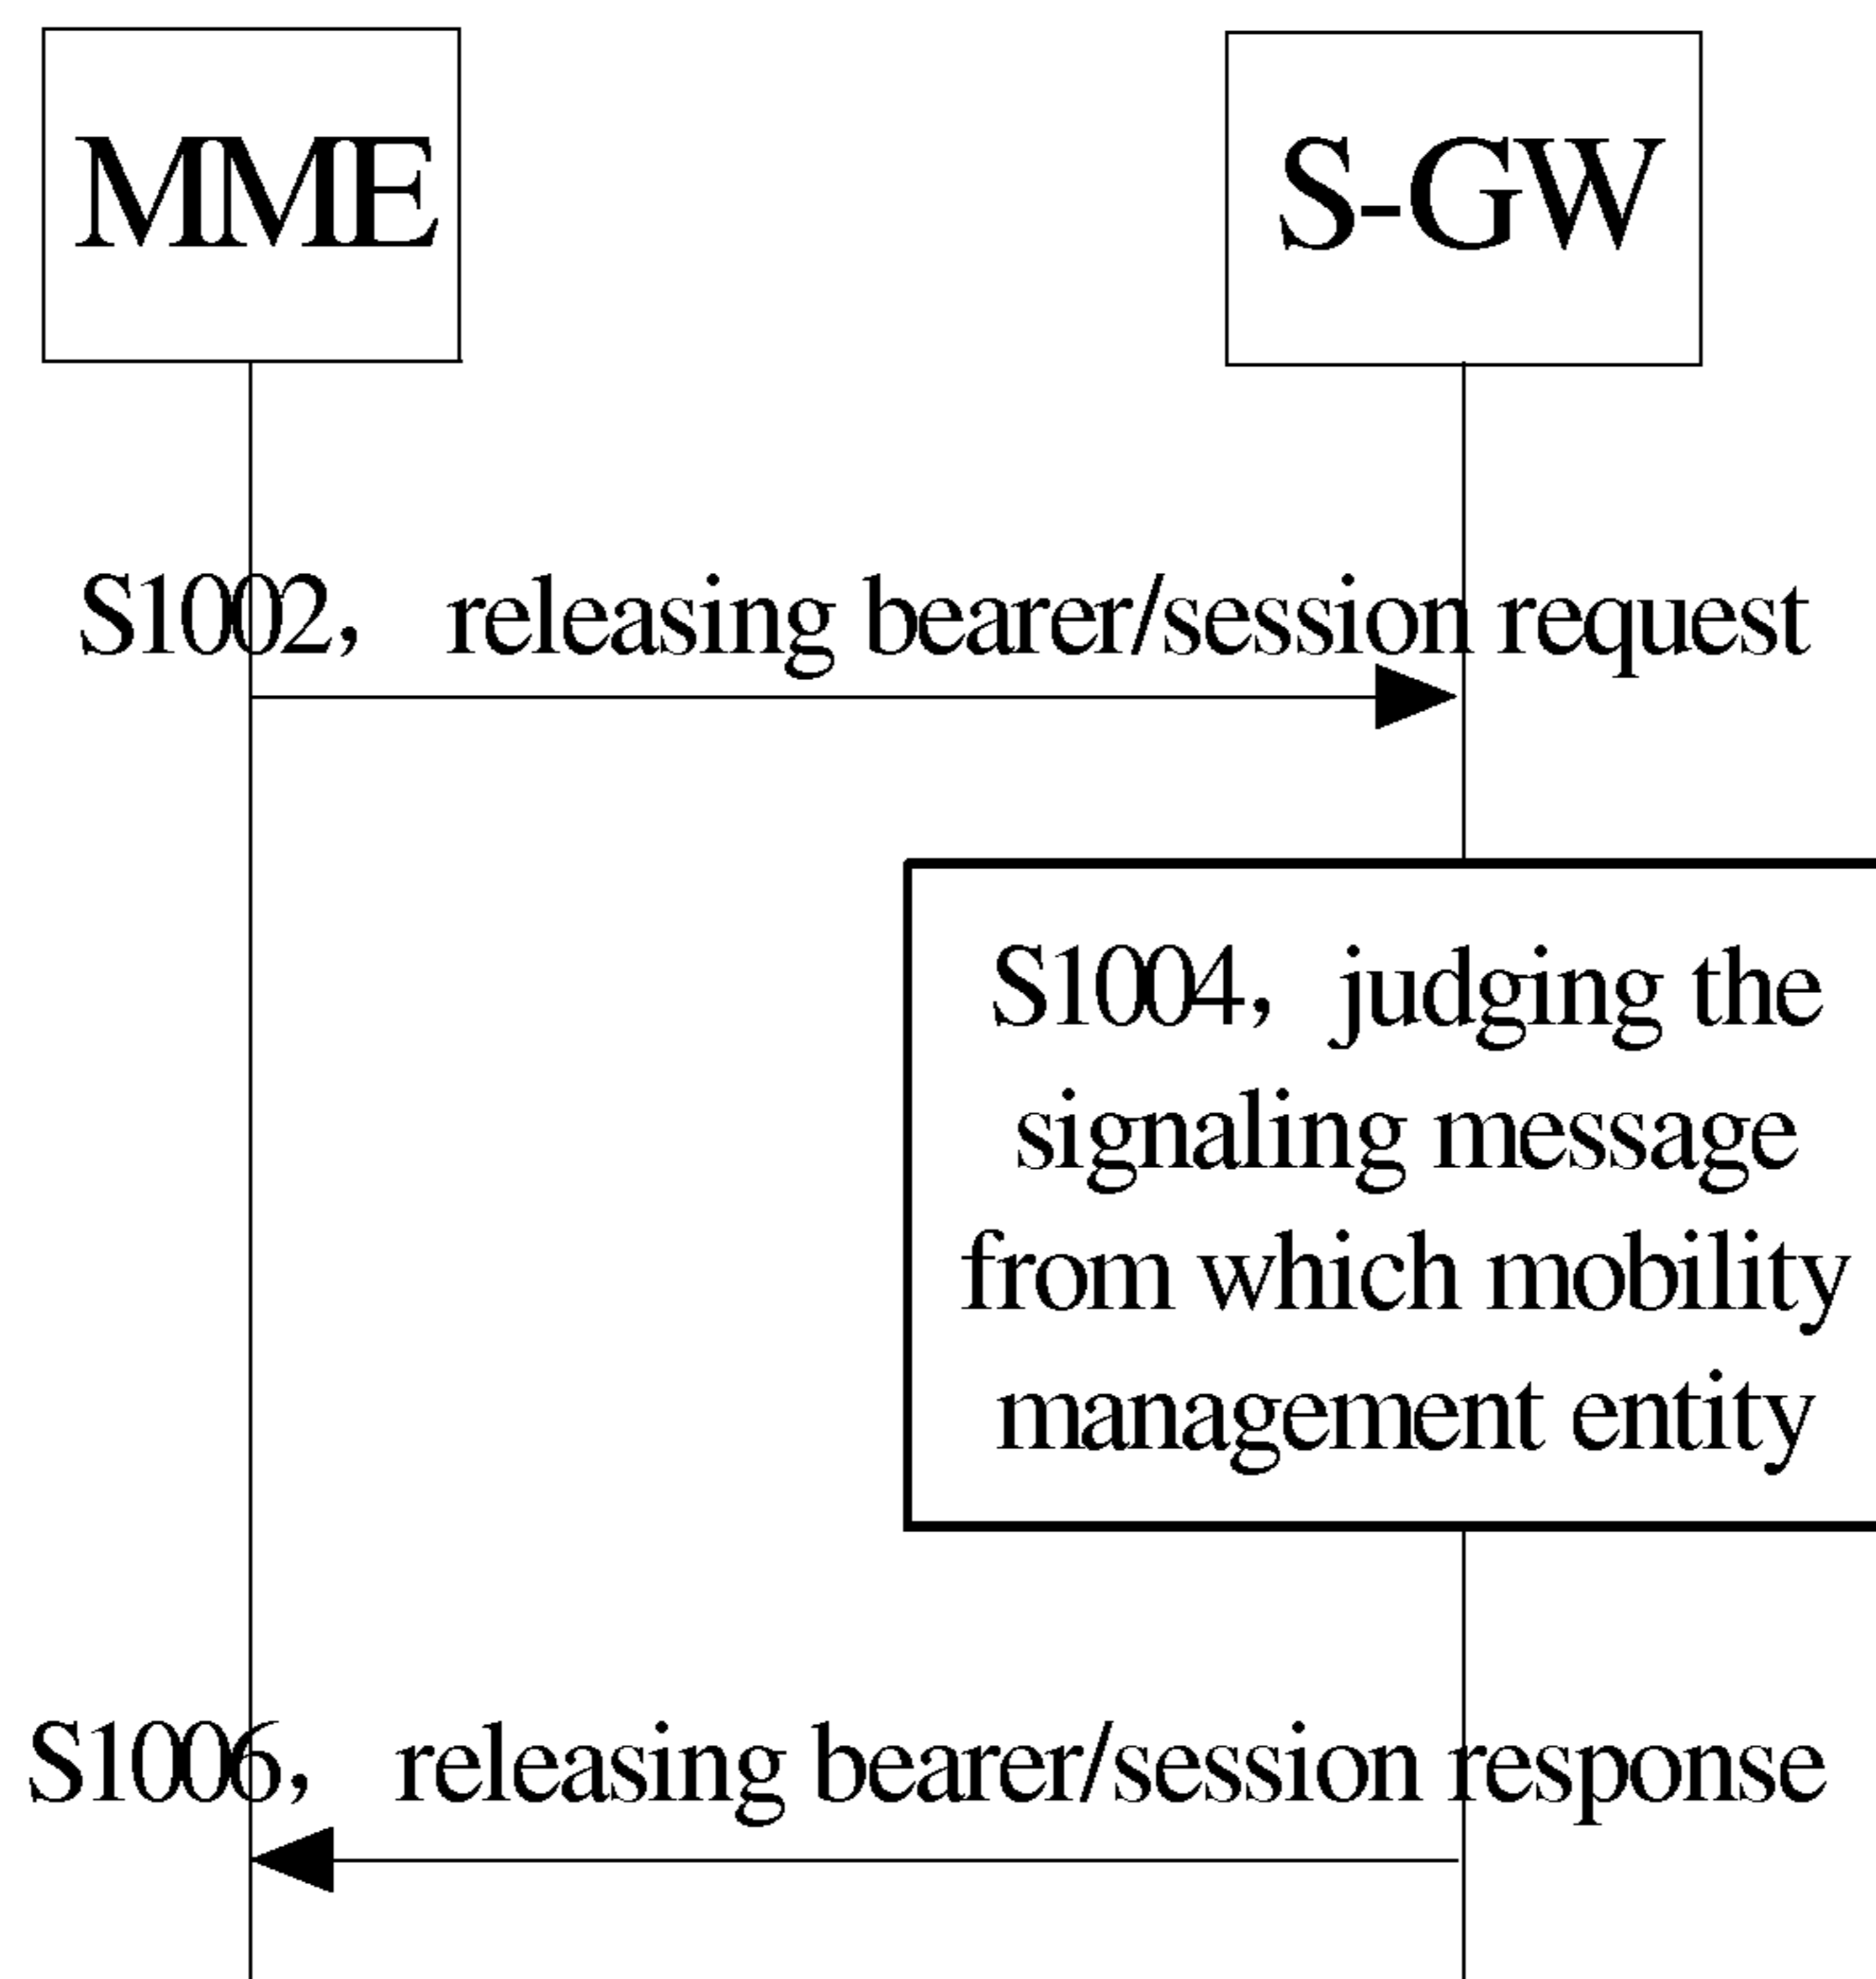 MME
S-GW
S1002, releasing bearer/session request
S1004, judging the
signaling message
from which mobility
management entity
S1006, releasing bearer/session response